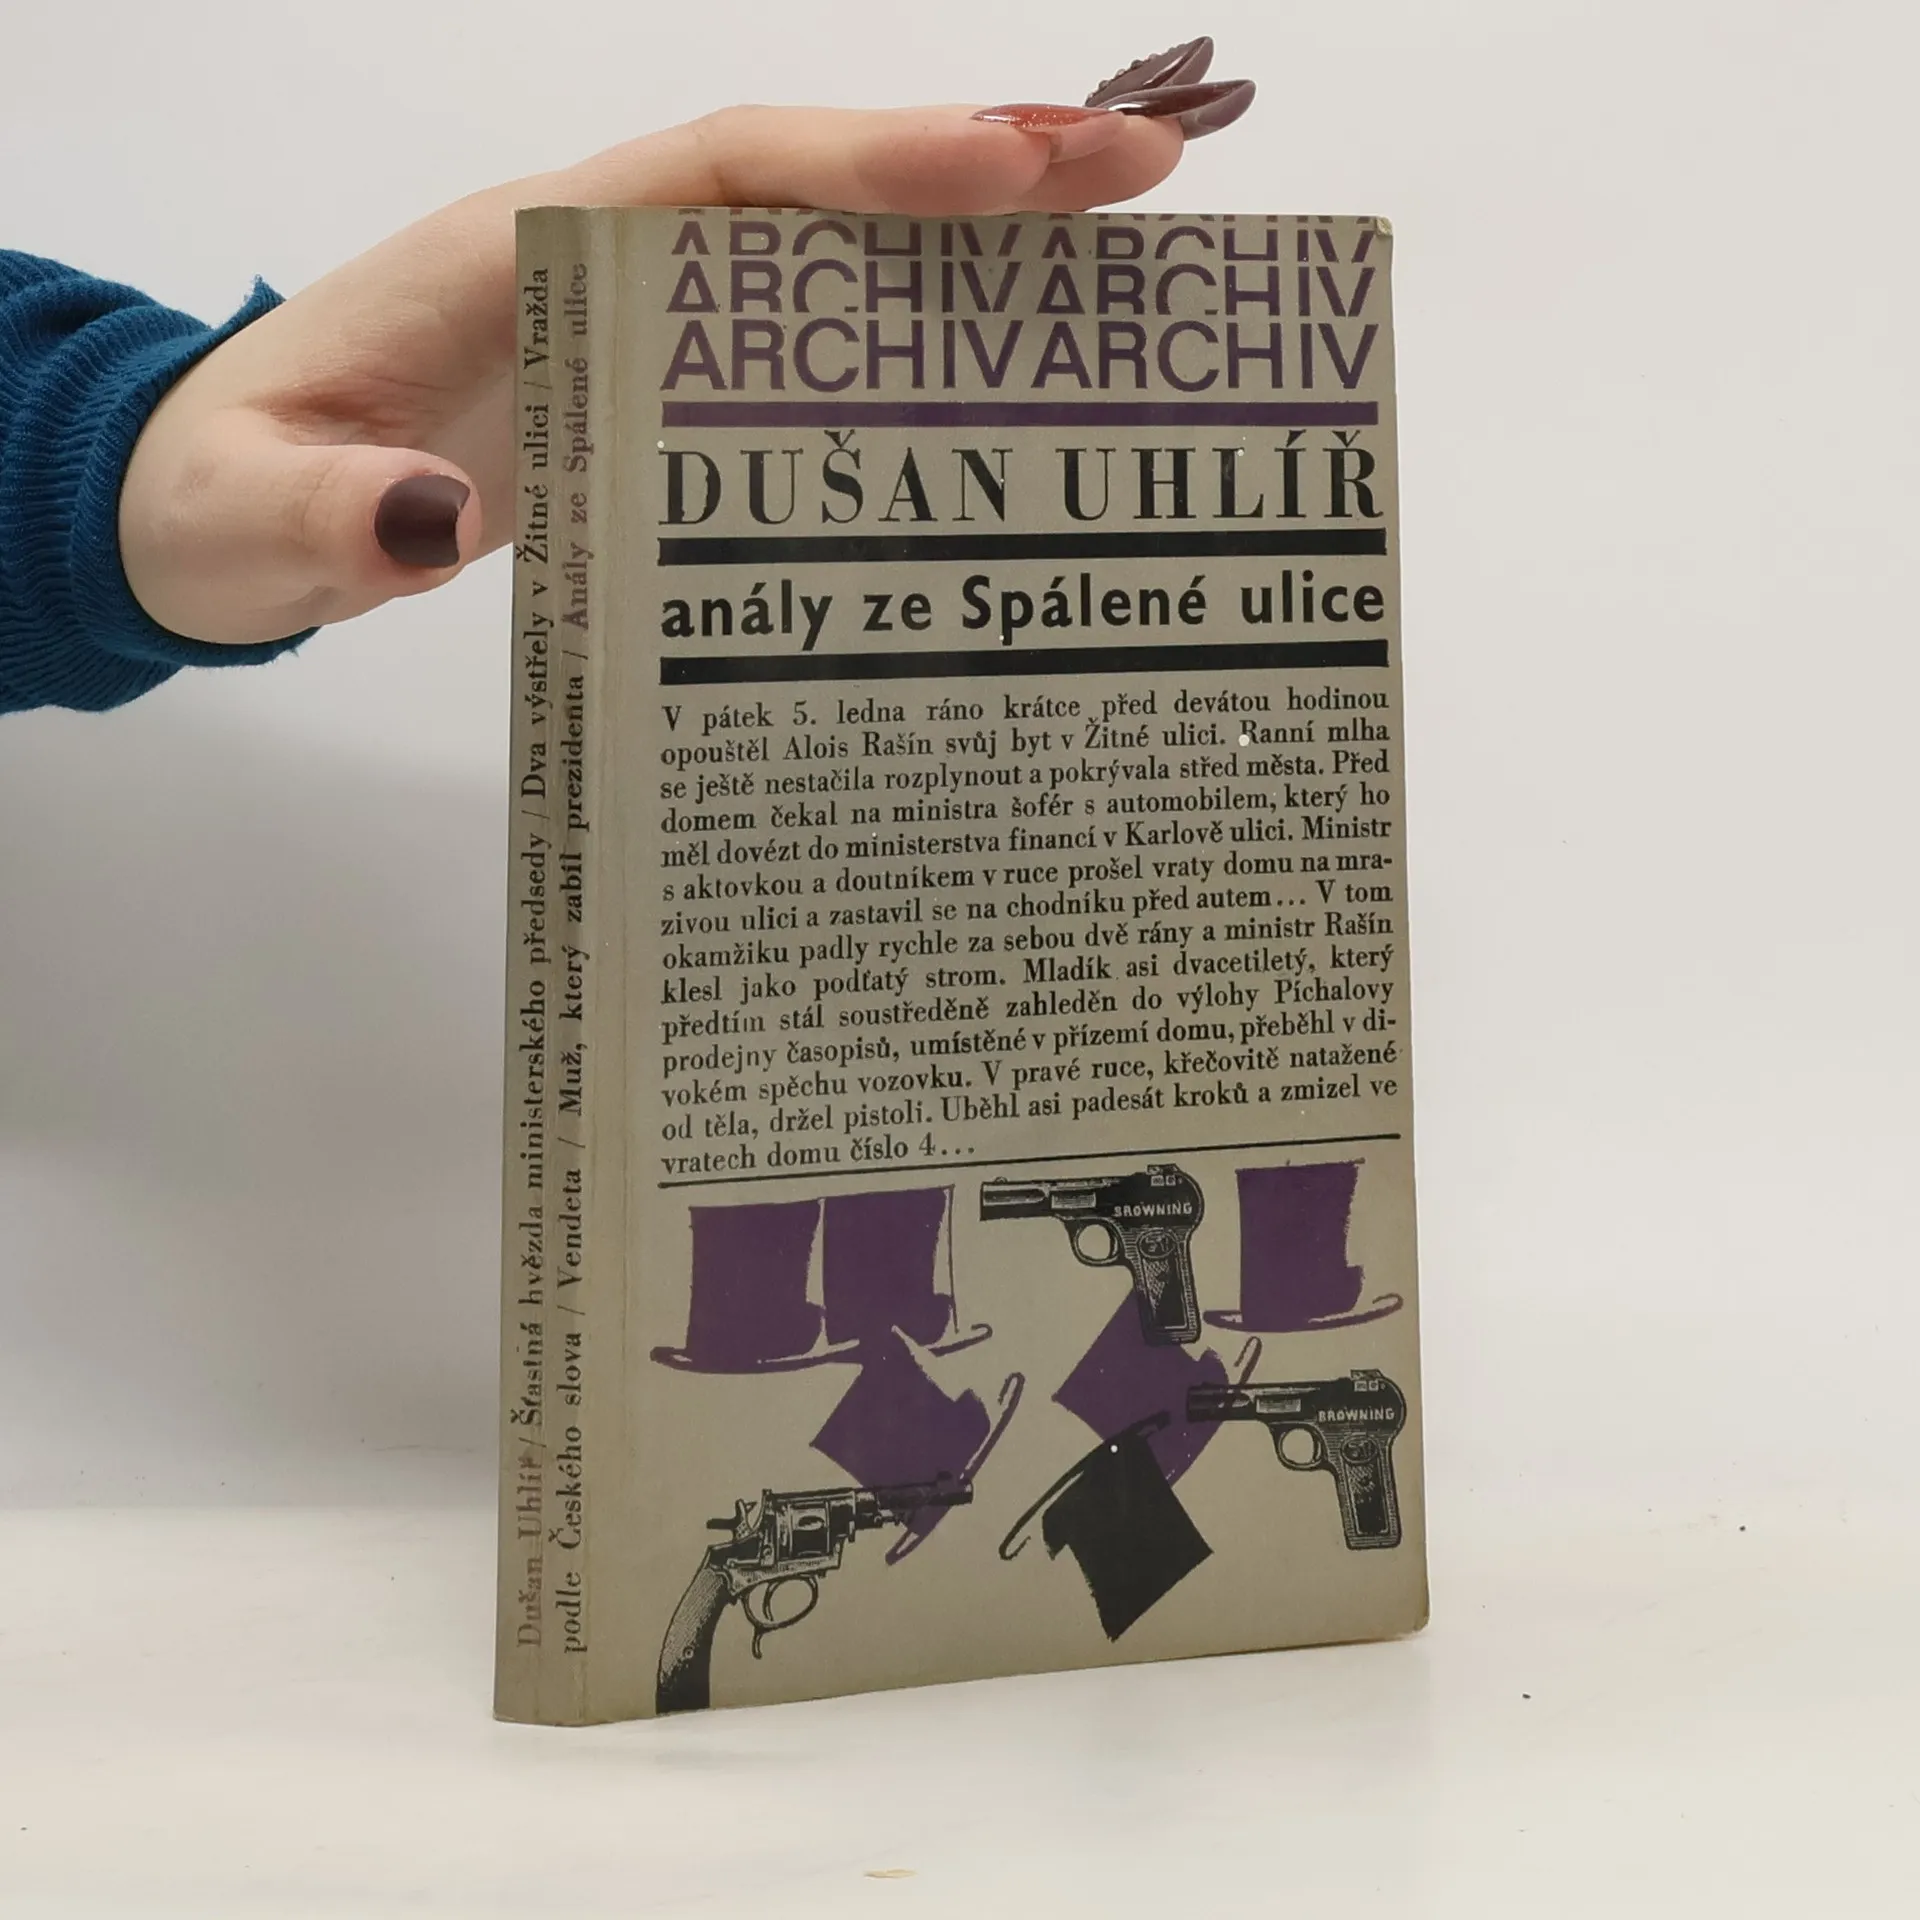 ARCHIV ARCHIV
ARCHIV ARCHIV
ARCHIV ARCHIV
DUŠAN UHLÍŘ
anály ze Spálené ulice
V pátek 5. ledna ráno krátce před devátou hodinou
opouštěl Alois Rašín svůj byt v Žitné ulici. Ranní mlha
se ještě nestačila rozplynout a pokrývala střed města. Před
domem čekal na ministra šofér s automobilem, který ho
měl dovézt do ministerstva financí v Karlově ulici. Ministr
s aktovkou a doutníkem v ruce prošel vraty domu na mra-
zivou ulici a zastavil se na chodníku před autem... V tom
okamžiku padly rychle za sebou dvě rány a ministr Rašín
klesl jako podťatý strom. Mladík asi dvacetiletý, který
předtím stál soustředěně zahleděn do výlohy Píchalovy
prodejny časopisů, umístěné v přízemí domu, přeběhl v di-
vokém spěchu vozovku. V pravé ruce, křečovitě natažené
od těla, držel pistoli. Uběhl asi padesát kroků a zmizel ve
vratech domu číslo 4...
BROWNING
BROWNING
Dušan Uhlíř / Šťastná hvězda ministerského předsedy / Dva výstřely v Žitné ulici / Vražda
podle Českého slova / Vendeta / Muž, který zabil prezidenta / Anály ze Spálené ulice